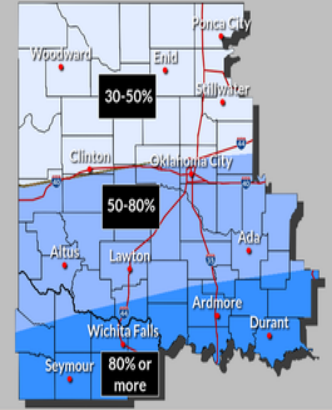 Ponca City
Woodward
Enid
30-50%
Stillwater
Clinton
Oklahoma City
44
50-80%
Altus
Lawton
Ada
Ardmore
Wichita Falls
Durant
Seymour
80% or
more